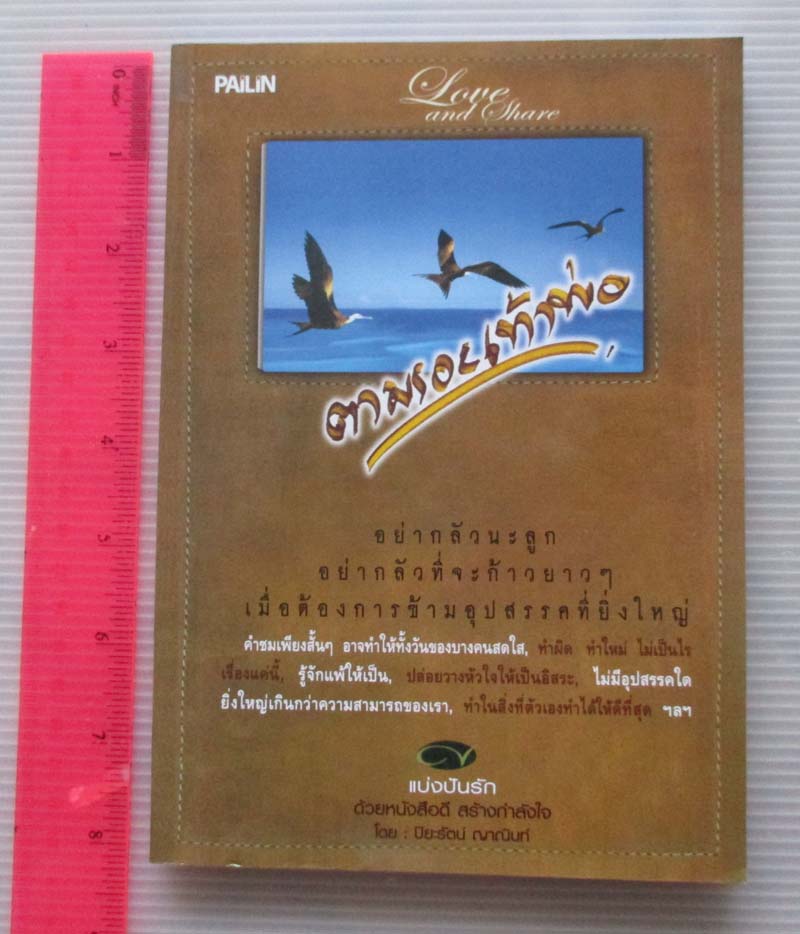 PAiLiN
Love
and Share
ตามรอยเท้าพ่อ
อย่ากลัวนะลูก
อย่ากลัวที่จะก้าวยาวๆ
เมื่อต้องการข้ามอุปสรรคที่ยิ่งใหญ่
คำชมเพียงสั้นๆ อาจทำให้ทั้งวันของบางคนสดใส, ทำผิด ทำใหม่ ไม่เป็นไร
เรื่องแค่นี้, รู้จักแพ้ให้เป็น, ปล่อยวางหัวใจให้เป็นอิสระ, ไม่มีอุปสรรคใด
ยิ่งใหญ่เกินกว่าความสามารถของเรา, ทำในสิ่งที่ตัวเองทำได้ให้ดีที่สุด ฯลฯ
แบ่งปันรัก
ด้วยหนังสือดี สร้างกำลังใจ
โดย : ปิยะรัตน์ ญาณินท์
0 INCH
1
2
3
4
5
6
7
8